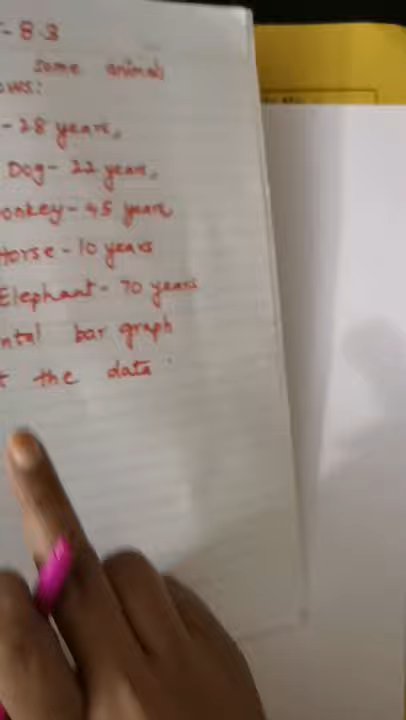 - 8.3
some animals
ows:
- 28 years,
Dog - 22 years,
onkey - 45 years
Horse - 10 years
Elephant - 70 years
ntal bar graph
t the data